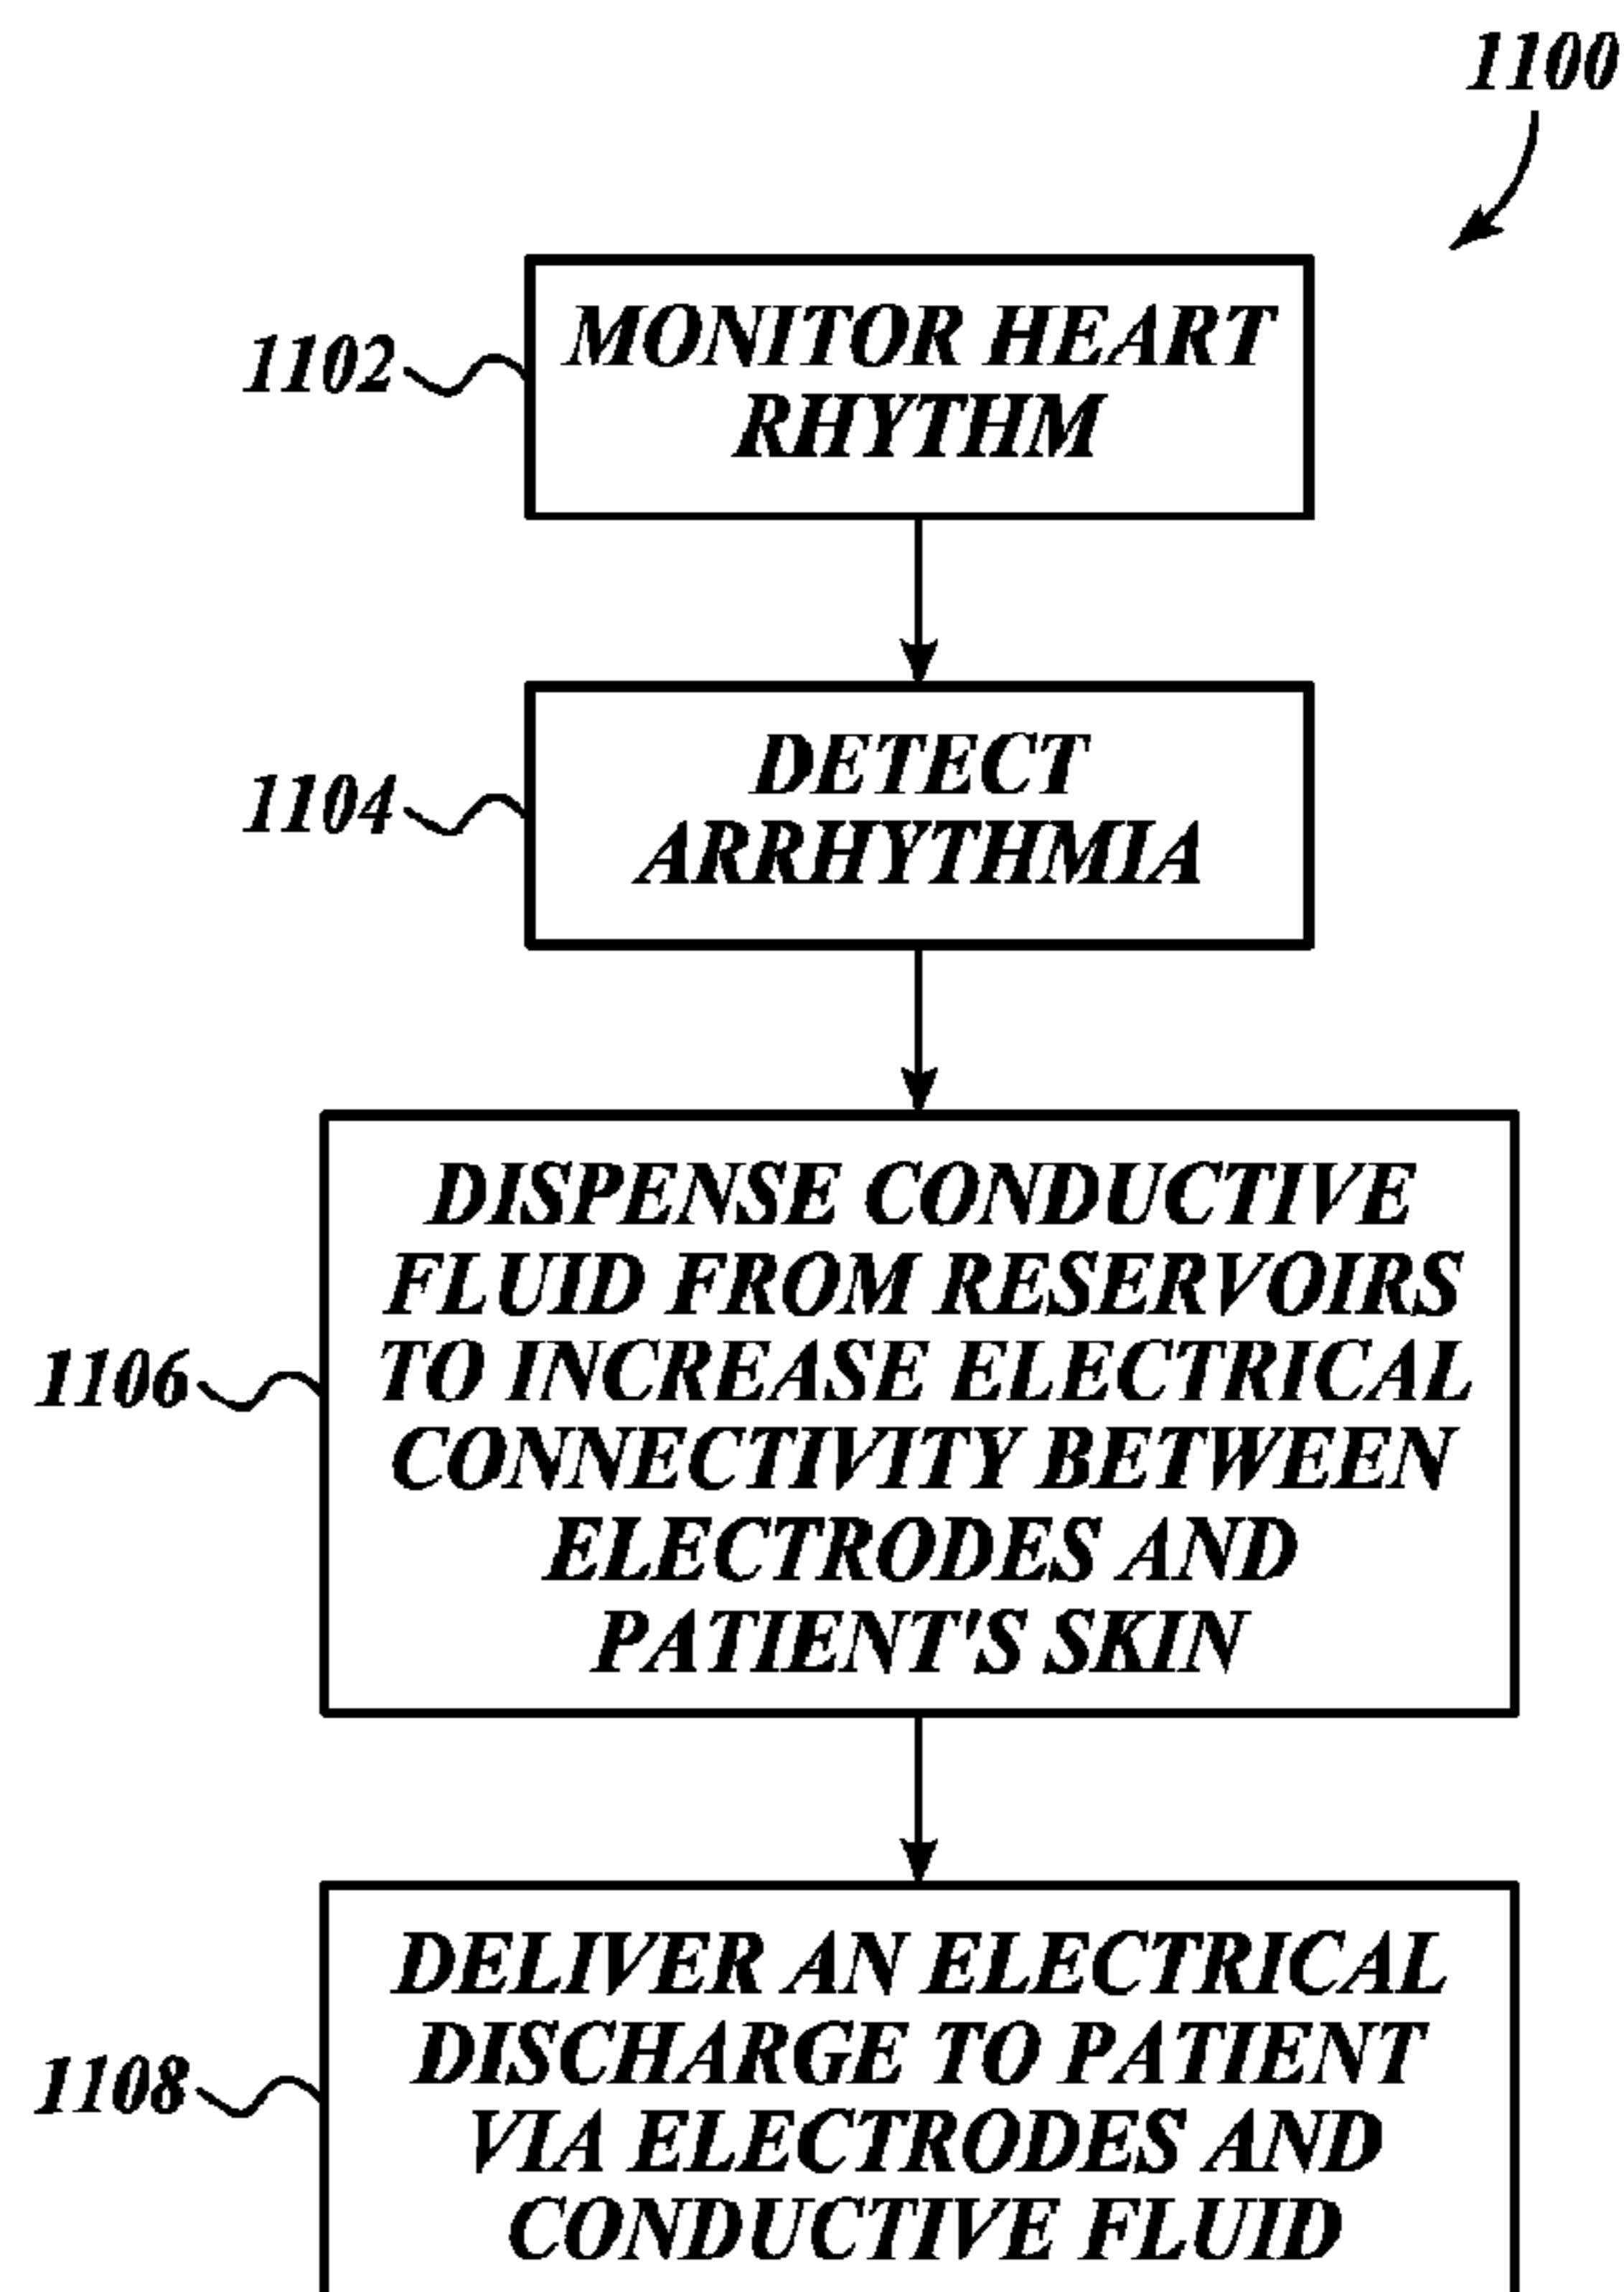 1100
1102
MONITOR HEART
RHYTHM
1104
DETECT
ARRHYTHMIA
1106
DISPENSE CONDUCTIVE
FLUID FROM RESERVOIRS
TO INCREASE ELECTRICAL
CONNECTIVITY BETWEEN
ELECTRODES AND
PATIENT'S SKIN
1108
DELIVER AN ELECTRICAL
DISCHARGE TO PATIENT
VIA ELECTRODES AND
CONDUCTIVE FLUID